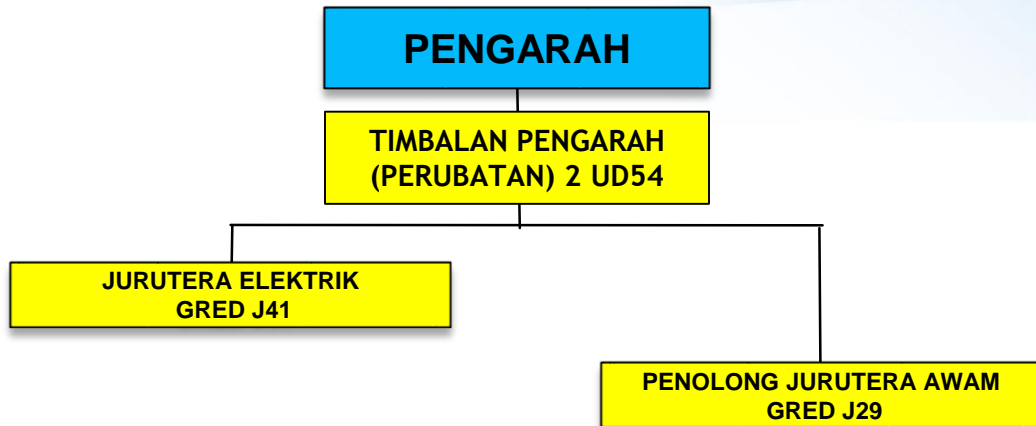 PENGARAH
TIMBALAN PENGARAH
(PERUBATAN) 2 UD54
JURUTERA ELEKTRIK
GRED J41
PENOLONG JURUTERA AWAM
GRED J29